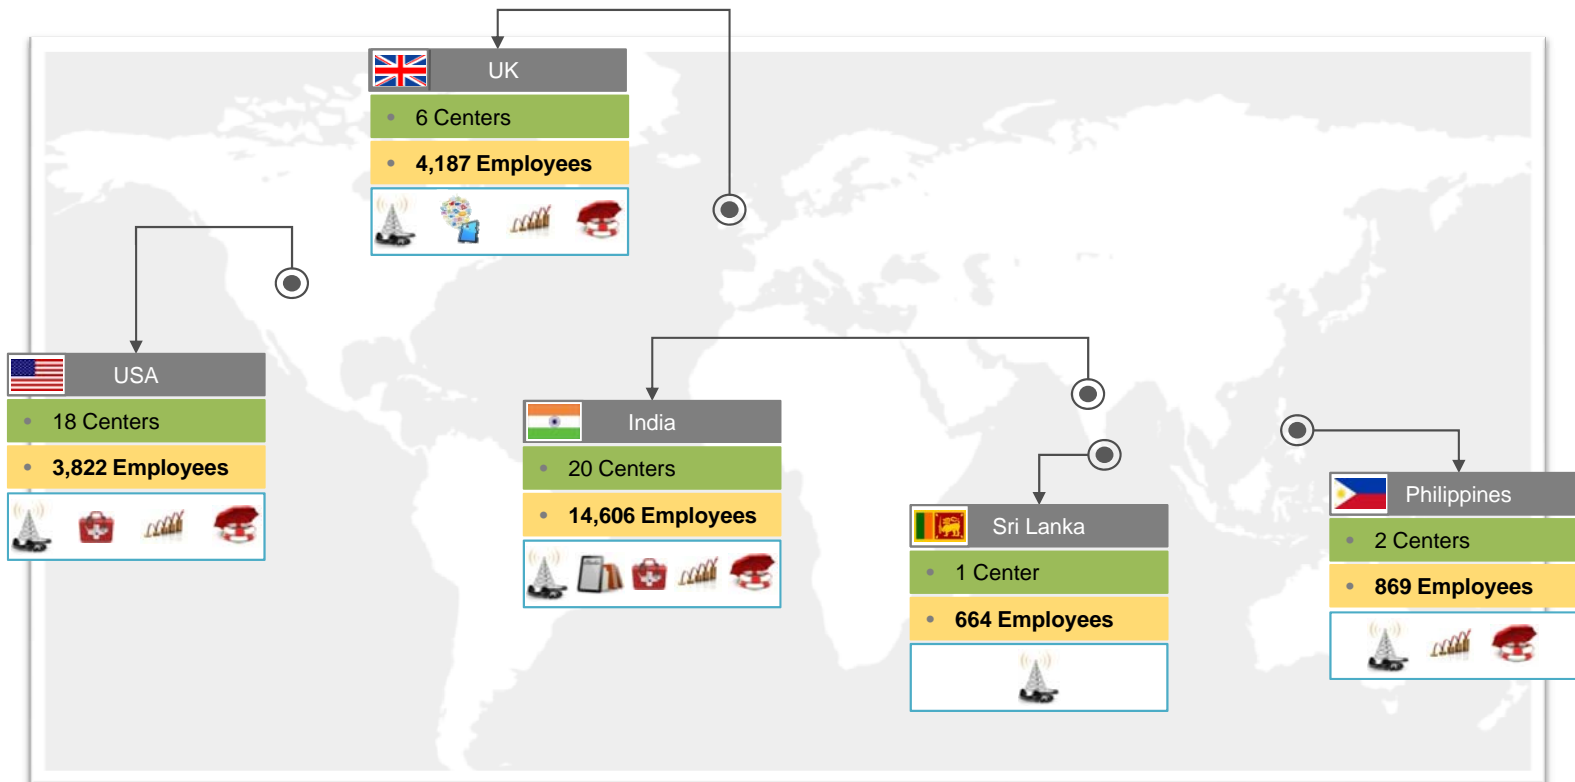 UK
• 6 Centers
• 4,187 Employees
USA
• 18 Centers
• 3,822 Employees
India
• 20 Centers
• 14,606 Employees
Sri Lanka
• 1 Center
• 664 Employees
Philippines
• 2 Centers
• 869 Employees